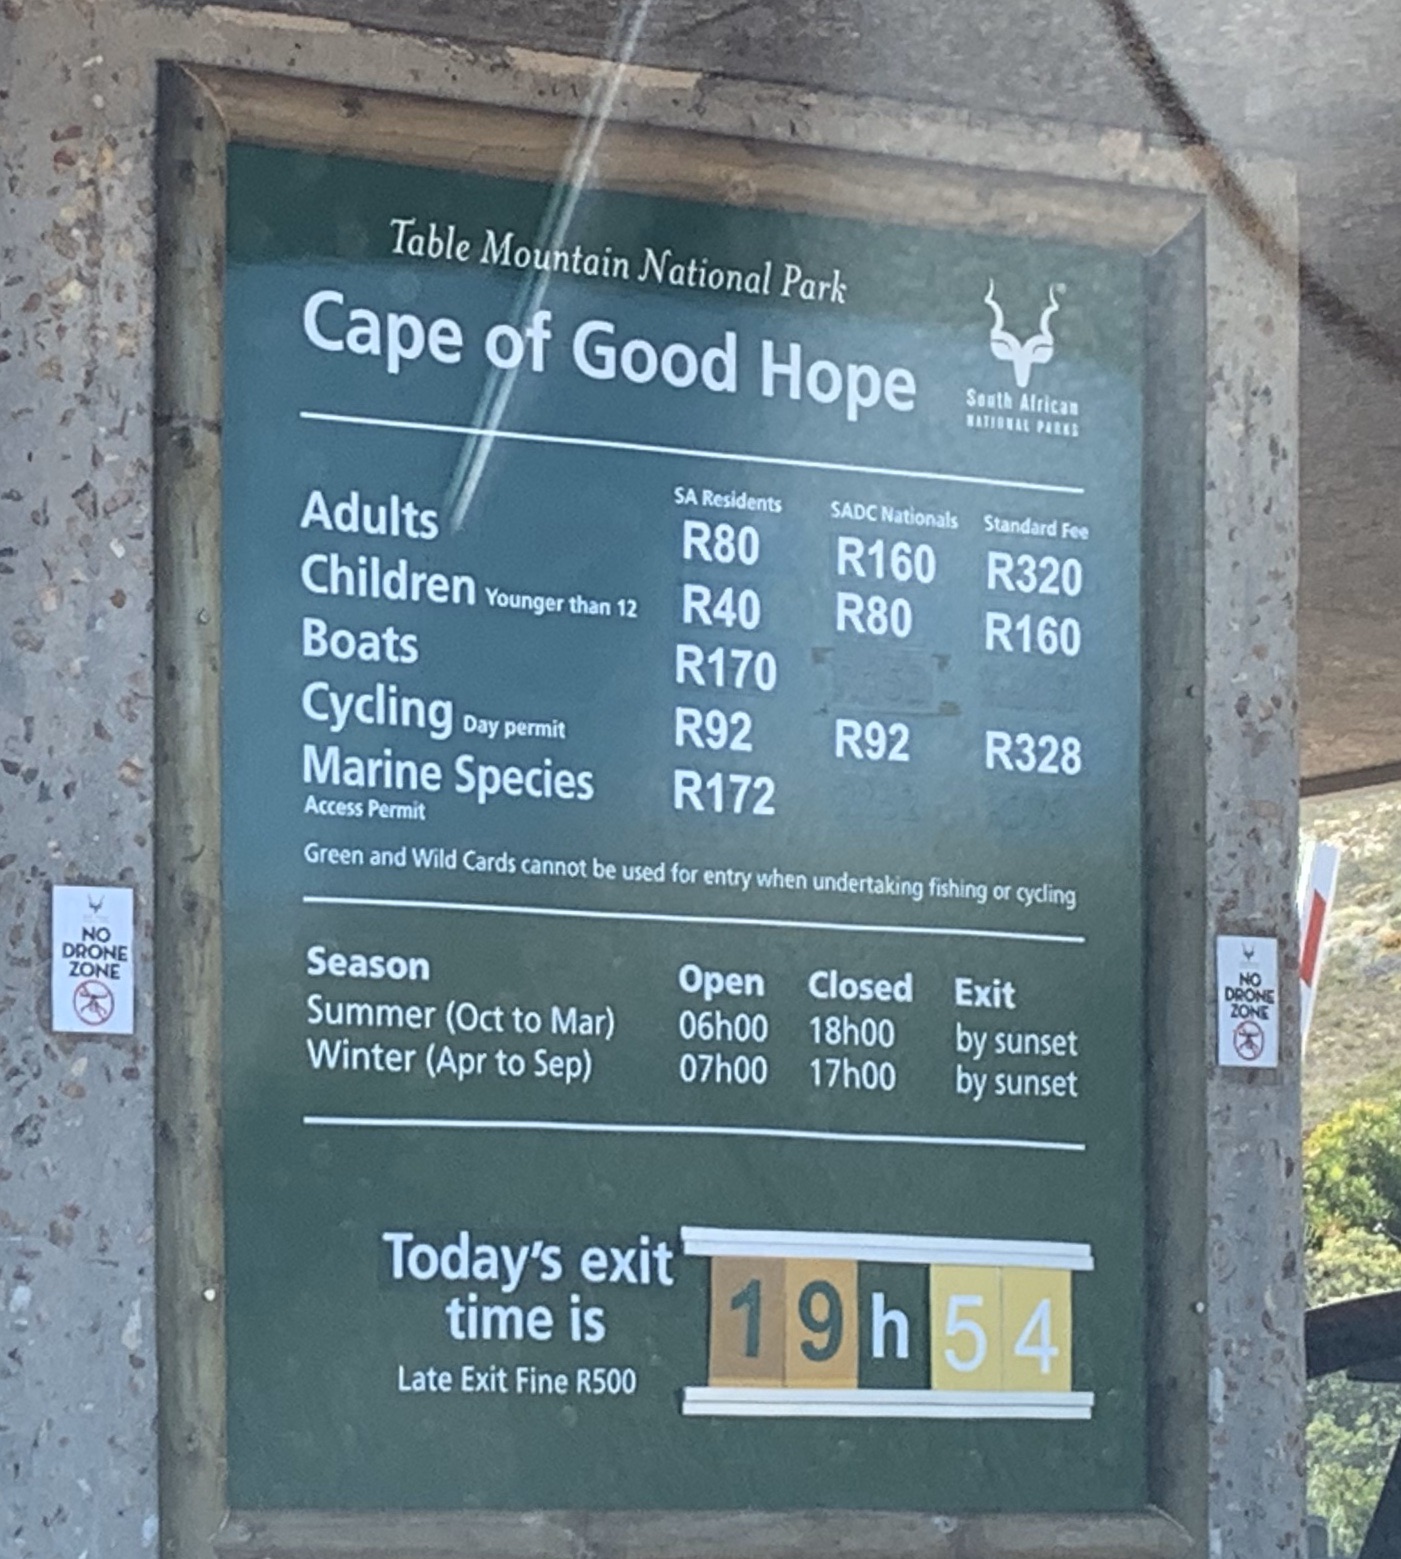 Table Mountain National Park
Cape of Good Hope
South African
NATIONAL PARKS
SA Residents SADC Nationals Standard Fee
Adults R80 R160 R320
Children Younger than 12 R40 R80 R160
Boats R170
Cycling Day permit R92 R92 R328
Marine Species R172
Access Permit
Green and Wild Cards cannot be used for entry when undertaking fishing or cycling
Season Open Closed Exit
Summer (Oct to Mar) 06h00 18h00 by sunset
Winter (Apr to Sep) 07h00 17h00 by sunset
Today's exit
time is
19h54
Late Exit Fine R500
NO
DRONE
ZONE
NO
DRONE
ZONE